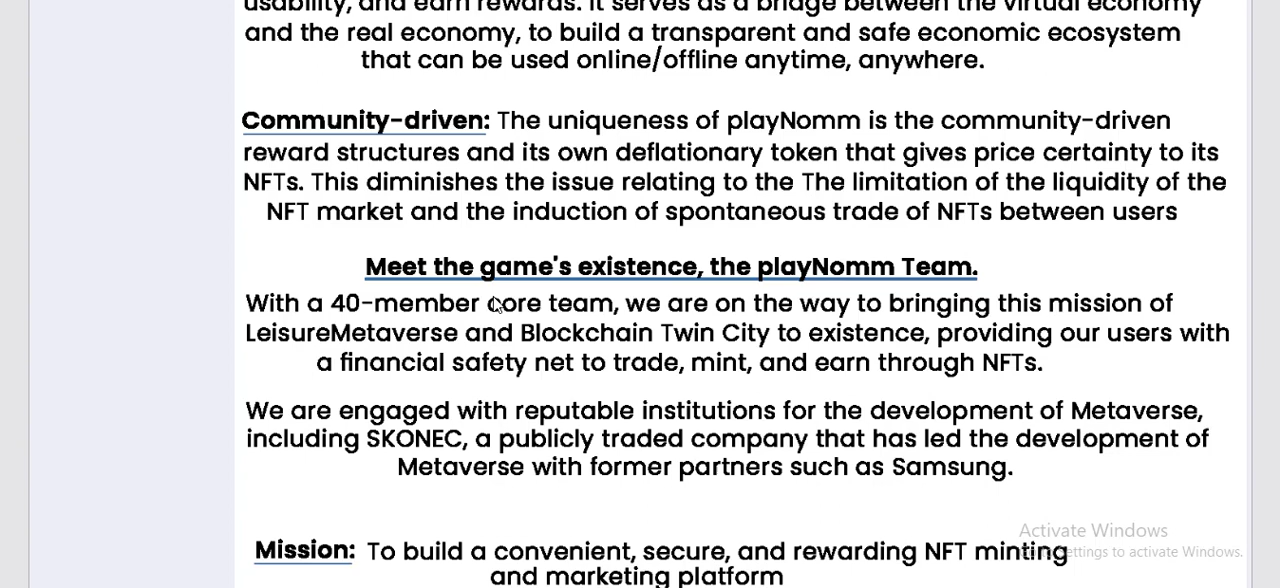 usability, and earn rewards. It serves as a bridge between the virtual economy
and the real economy, to build a transparent and safe economic ecosystem
that can be used online/offline anytime, anywhere.
Community-driven: The uniqueness of playNomm is the community-driven
reward structures and its own deflationary token that gives price certainty to its
NFTs. This diminishes the issue relating to the The limitation of the liquidity of the
NFT market and the induction of spontaneous trade of NFTs between users
Meet the game's existence, the playNomm Team.
With a 40-member core team, we are on the way to bringing this mission of
LeisureMetaverse and Blockchain Twin City to existence, providing our users with
a financial safety net to trade, mint, and earn through NFTs.
We are engaged with reputable institutions for the development of Metaverse,
including SKONEC, a publicly traded company that has led the development of
Metaverse with former partners such as Samsung.
Activate Windows
Mission: To build a convenient, secure, and rewarding NFT minting
Settings to activate Windows.
and marketing platform